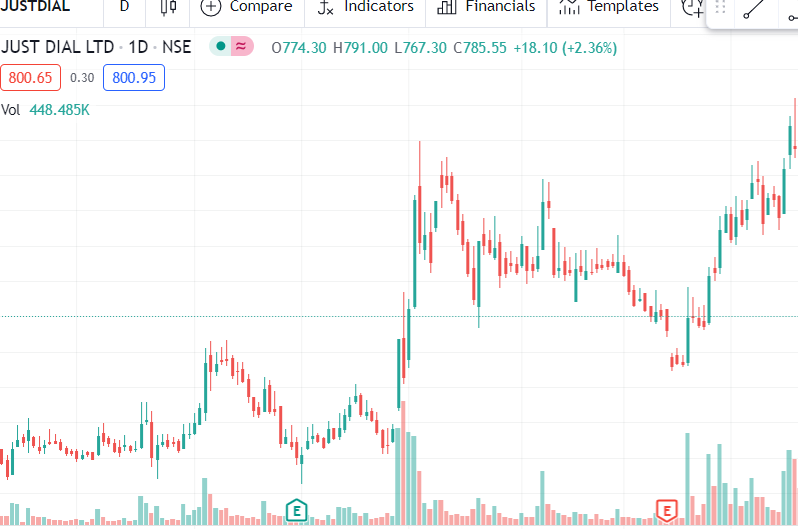 JUSTDIAL D Compare Indicators Financials Templates
JUST DIAL LTD · 1D · NSE ≈ O774.30 H791.00 L767.30 C785.55 +18.10 (+2.36%)
800.65 0.30 800.95
Vol 448.485K
E E